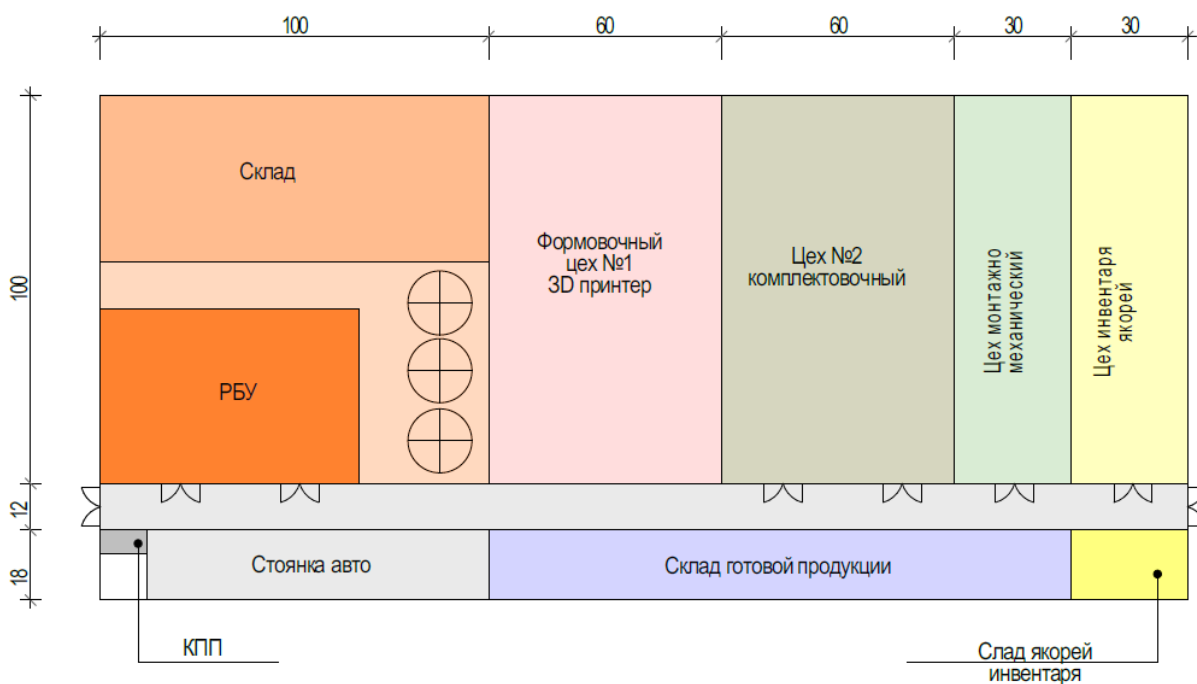 100
60
60
30
30
100
12
18
Склад
РБУ
Формовочный
цех №1
3D принтер
Цех №2
комплектовочный
Цех монтажно
механический
Цех инвентаря
якорей
Стоянка авто
Склад готовой продукции
КПП
Слад якорей
инвентаря